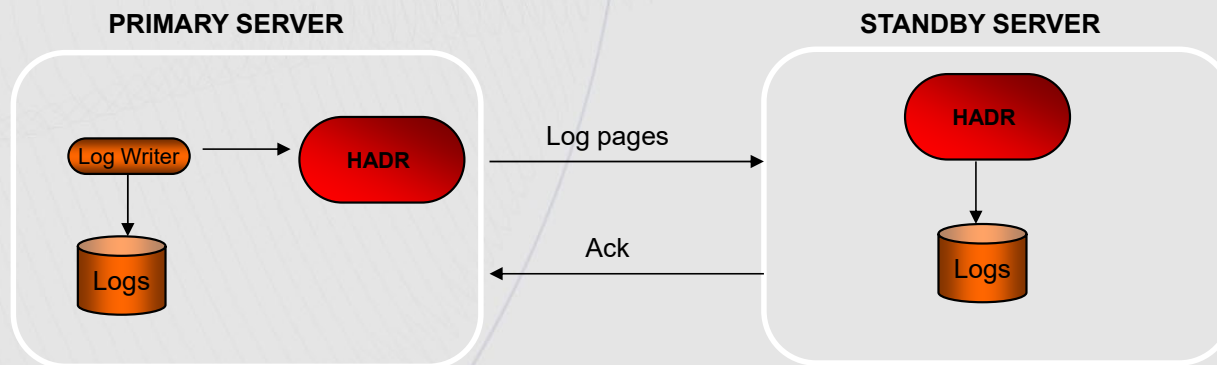 PRIMARY SERVER
STANDBY SERVER
Log Writer
HADR
Logs
Log pages
Ack
HADR
Logs